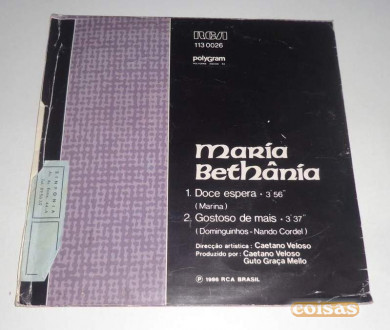 RCA
113 0026
polygram
Maria
Bethânia
1. Doce espera • 3'56"
(Marina)
2. Gostoso de mais • 3'37"
(Dominguinhos - Nando Cordel)
Direcção artística: Caetano Veloso
Produzido por: Caetano Veloso
Guto Graça Mello
℗ 1986 RCA BRASIL
SINFONIA
coisas